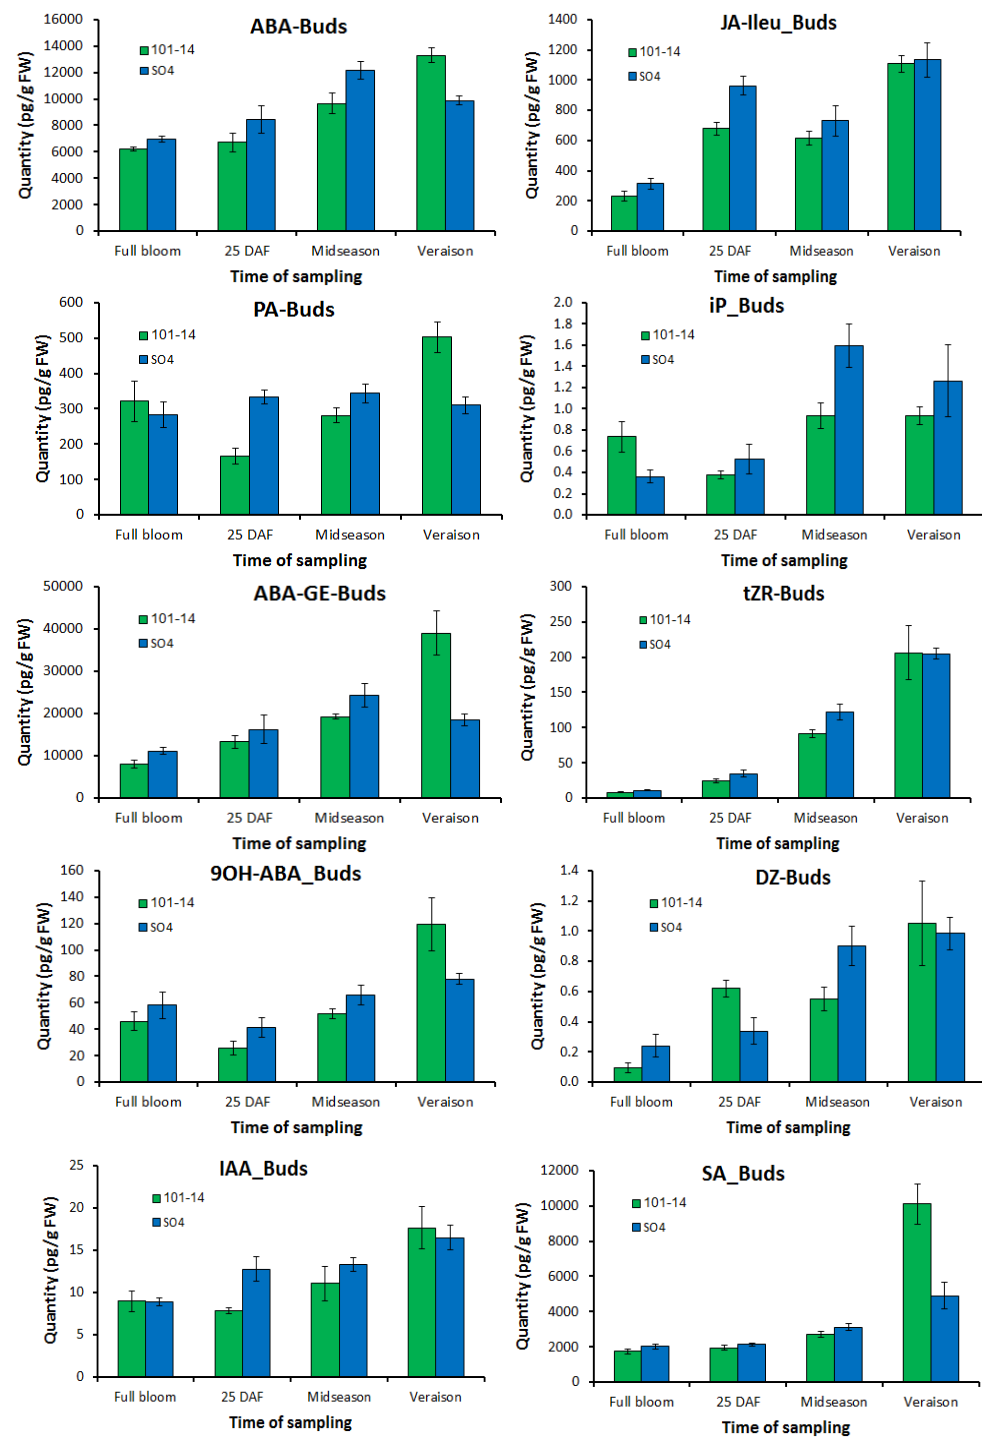 ABA-Buds
Quantity (pg/g FW)
16000
14000
12000
10000
8000
6000
4000
2000
0
101-14
SO4
Full bloom 25 DAF Midseason Veraison
Time of sampling
JA-Ileu_Buds
Quantity (pg/g FW)
1400
1200
1000
800
600
400
200
0
101-14
SO4
Full bloom 25 DAF Midseason Veraison
Time of sampling
PA-Buds
Quantity (pg/g FW)
600
500
400
300
200
100
0
101-14
SO4
Full bloom 25 DAF Midseason Veraison
Time of sampling
iP_Buds
Quantity (pg/g FW)
2.0
1.8
1.6
1.4
1.2
1.0
0.8
0.6
0.4
0.2
0.0
101-14
SO4
Full bloom 25 DAF Midseason Veraison
Time of sampling
ABA-GE-Buds
Quantity (pg/g FW)
50000
40000
30000
20000
10000
0
101-14
SO4
Full bloom 25 DAF Midseason Veraison
Time of sampling
tZR-Buds
Quantity (pg/g FW)
300
250
200
150
100
50
0
101-14
SO4
Full bloom 25 DAF Midseason Veraison
Time of sampling
9OH-ABA_Buds
Quantity (pg/g FW)
160
140
120
100
80
60
40
20
0
101-14
SO4
Full bloom 25 DAF Midseason Veraison
Time of sampling
DZ-Buds
Quantity (pg/g FW)
1.4
1.2
1.0
0.8
0.6
0.4
0.2
0.0
101-14
SO4
Full bloom 25 DAF Midseason Veraison
Time of sampling
IAA_Buds
Quantity (pg/g FW)
25
20
15
10
5
0
101-14
SO4
Full bloom 25 DAF Midseason Veraison
Time of sampling
SA_Buds
Quantity (pg/g FW)
12000
10000
8000
6000
4000
2000
0
101-14
SO4
Full bloom 25 DAF Midseason Veraison
Time of sampling